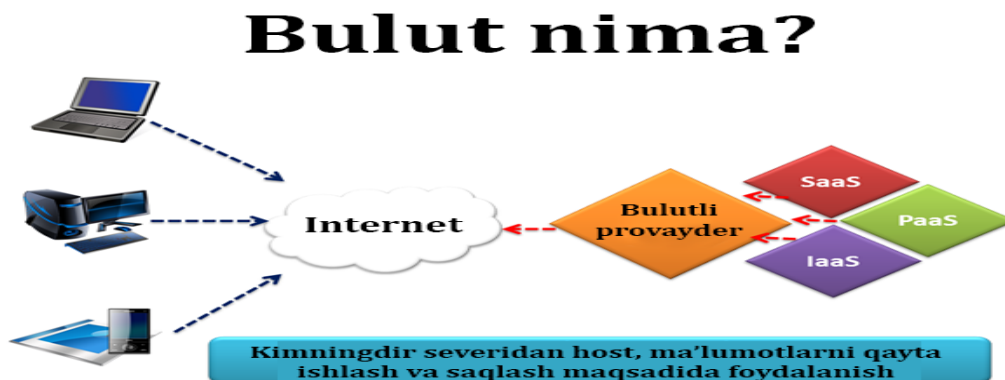 Bulut nima?
Internet
Bulutli
provayder
SaaS
PaaS
IaaS
Kimningdir severidan host, ma’lumotlarni qayta
ishlash va saqlash maqsadida foydalanish